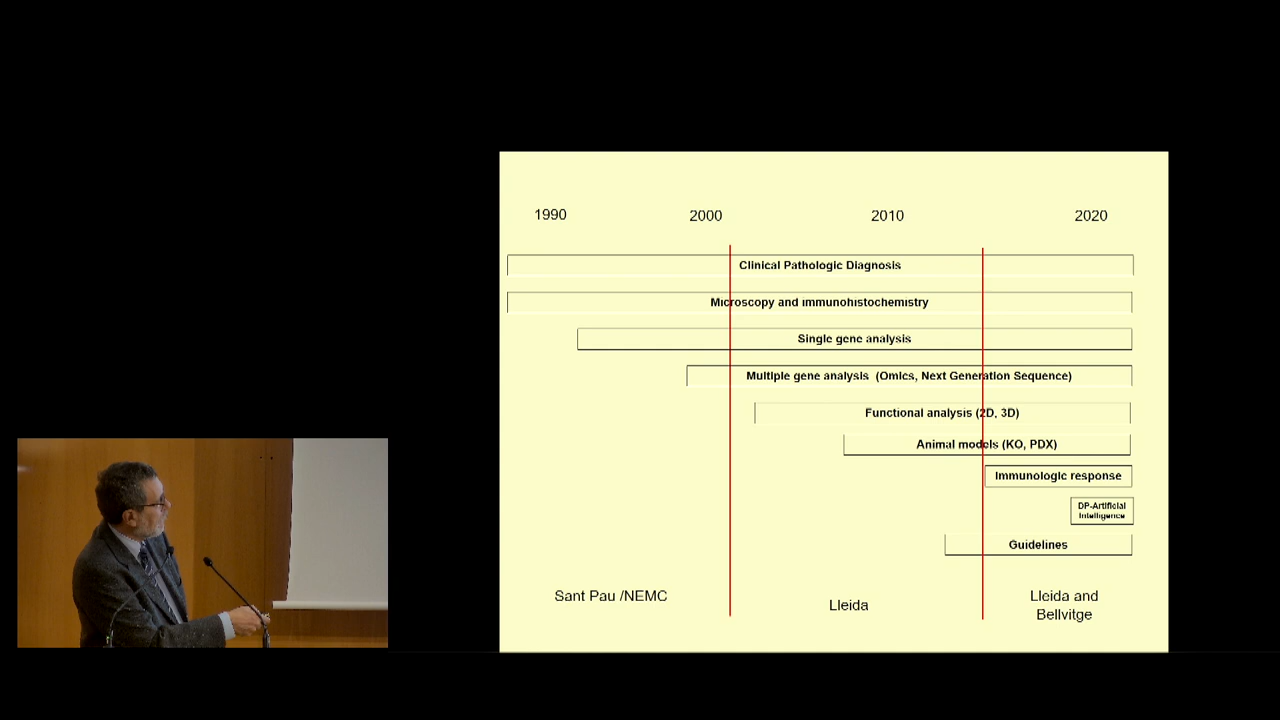 1990 2000 2010 2020
Clinical Pathologic Diagnosis
Microscopy and immunohistochemistry
Single gene analysis
Multiple gene analysis (Omics, Next Generation Sequence)
Functional analysis (2D, 3D)
Animal models (KO, PDX)
Immunologic response
DP-Artificial
Intelligence
Guidelines
Sant Pau /NEMC
Lleida
Lleida and
Bellvitge